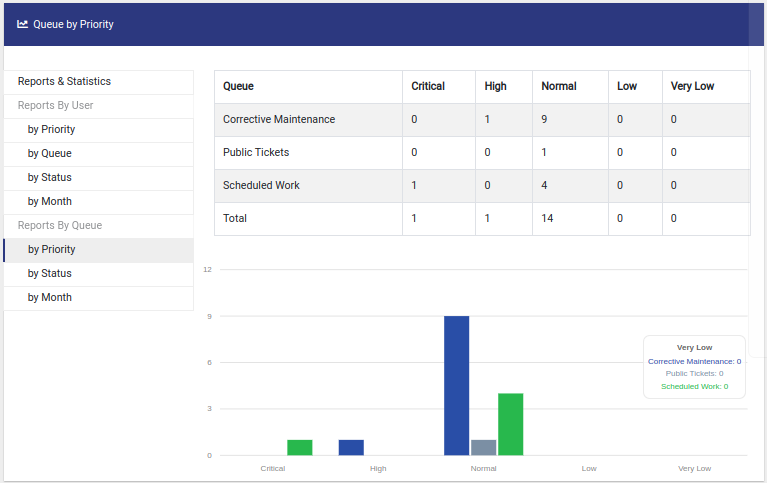 Queue by Priority
Reports & Statistics
Reports By User
by Priority
by Queue
by Status
by Month
Reports By Queue
by Priority
by Status
by Month
Queue Critical High Normal Low Very Low
Corrective Maintenance 0 1 9 0 0
Public Tickets 0 0 1 0 0
Scheduled Work 1 0 4 0 0
Total 1 1 14 0 0
12
9
6
3
0
Critical High Normal Low Very Low
Very Low
Corrective Maintenance: 0
Public Tickets: 0
Scheduled Work: 0